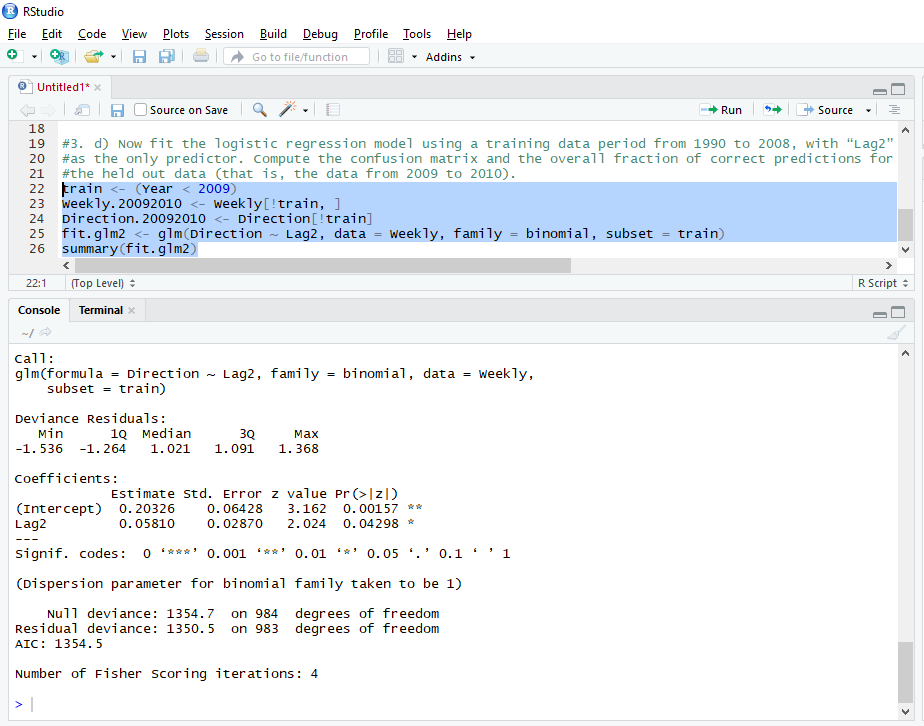 RStudio
File Edit Code View Plots Session Build Debug Profile Tools Help
Go to file/function Addins
Untitled1*
Source on Save Run Source
18
19 #3. d) Now fit the logistic regression model using a training data period from 1990 to 2008, with “Lag2”
20 #as the only predictor. Compute the confusion matrix and the overall fraction of correct predictions for
21 #the held out data (that is, the data from 2009 to 2010).
22 train <- (Year < 2009)
23 Weekly.20092010 <- Weekly[!train, ]
24 Direction.20092010 <- Direction[!train]
25 fit.glm2 <- glm(Direction ~ Lag2, data = Weekly, family = binomial, subset = train)
26 summary(fit.glm2)
22:1 (Top Level) R Script
Console Terminal
~/
Call:
glm(formula = Direction ~ Lag2, family = binomial, data = Weekly,
    subset = train)
Deviance Residuals:
   Min      1Q  Median      3Q     Max
-1.536  -1.264   1.021   1.091   1.368
Coefficients:
            Estimate Std. Error z value Pr(>|z|)
(Intercept)  0.20326    0.06428   3.162  0.00157 **
Lag2         0.05810    0.02870   2.024  0.04298 *
---
Signif. codes:  0 ‘***’ 0.001 ‘**’ 0.01 ‘*’ 0.05 ‘.’ 0.1 ‘ ’ 1
(Dispersion parameter for binomial family taken to be 1)
    Null deviance: 1354.7  on 984  degrees of freedom
Residual deviance: 1350.5  on 983  degrees of freedom
AIC: 1354.5
Number of Fisher Scoring iterations: 4
>